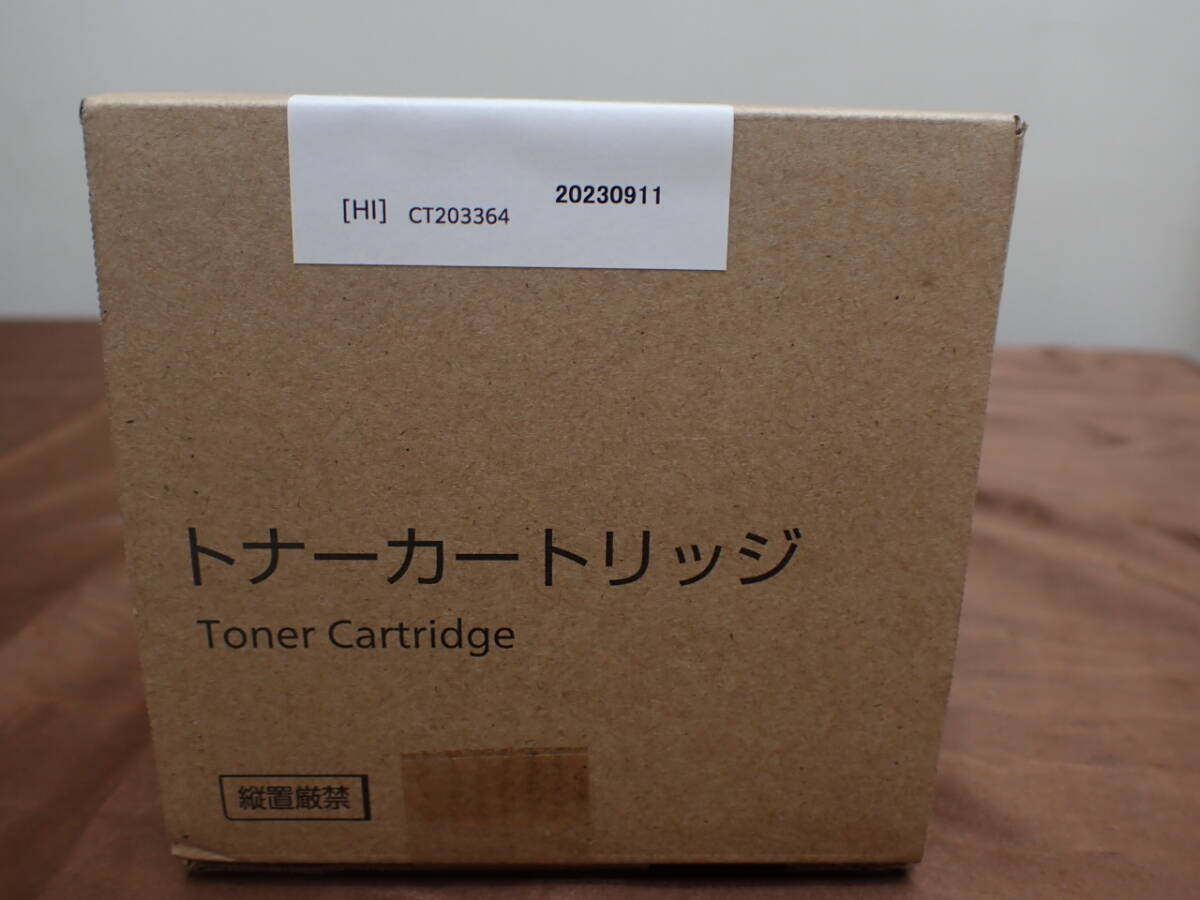 [HI] CT203364 20230911
トナーカートリッジ
Toner Cartridge
縦置厳禁